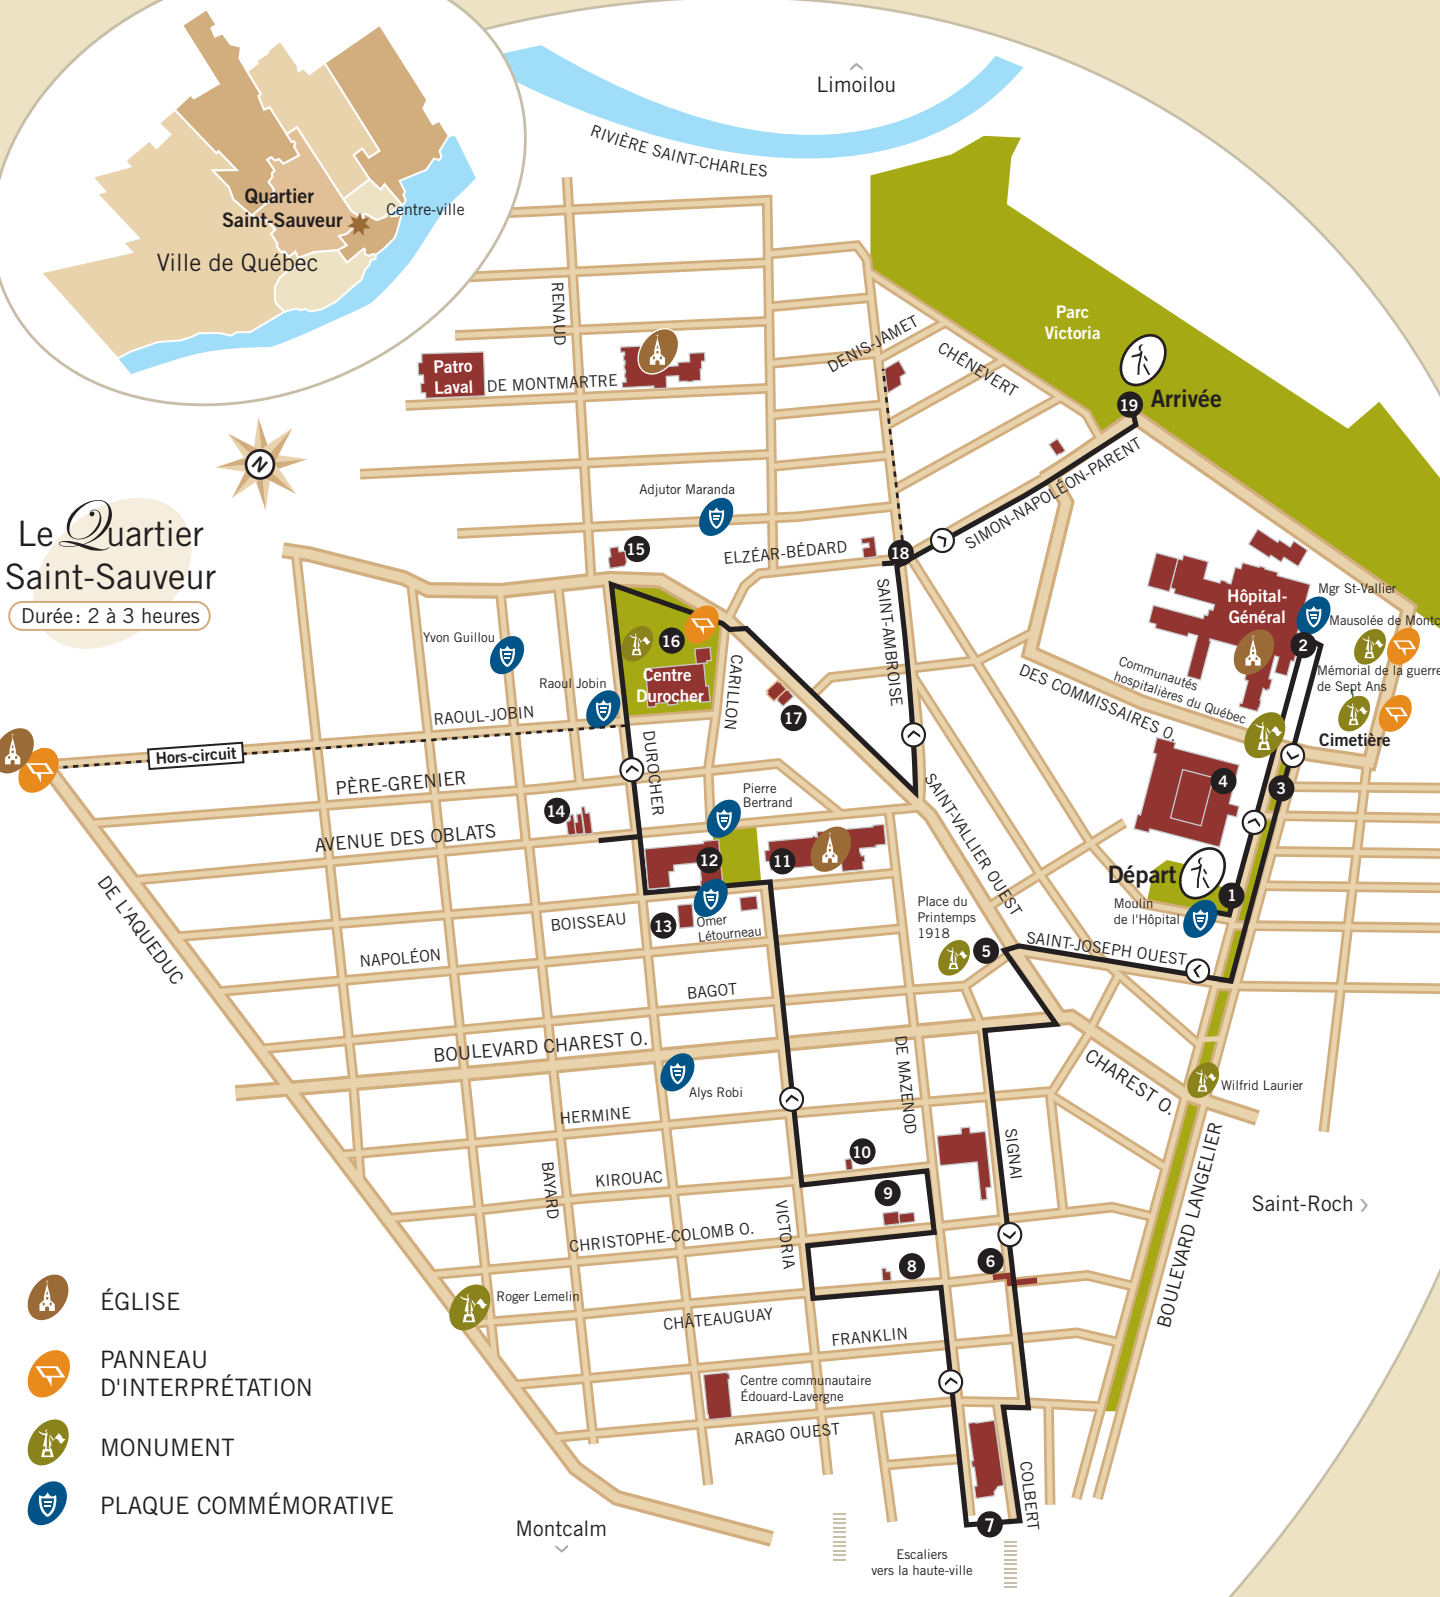 Limoilou
RIVIÈRE SAINT-CHARLES
Quartier
Saint-Sauveur
Centre-ville
Ville de Québec
RENAUD
Parc
Victoria
DENIS-JAMET
CHÊNEVERT
Patro
Laval
DE MONTMARTRE
19
Arrivée
N
SIMON-NAPOLÉON-PARENT
Le Quartier
Saint-Sauveur
Durée: 2 à 3 heures
Adjutor Maranda
15
ELZÉAR-BÉDARD
18
Hôpital-
Général
Mgr St-Vallier
Mausolée de Montc
2
Mémorial de la guerre
de Sept Ans
Cimetière
Communautés
hospitalières du Québec
DES COMMISSAIRES O.
SAINT-AMBROISE
Yvon Guillou
16
Raoul Jobin
Centre
Durocher
CARILLON
17
RAOUL-JOBIN
Hors-circuit
DUROCHER
PÈRE-GRENIER
4
3
14
Pierre
Bertrand
AVENUE DES OBLATS
SAINT-VALLIER OUEST
12
11
Départ
1
Moulin
de l'Hôpital
DE L'AQUEDUC
BOISSEAU
13
Omer
Létourneau
Place du
Printemps
1918
5
SAINT-JOSEPH OUEST
NAPOLÉON
BAGOT
BOULEVARD CHAREST O.
DE MAZENOD
CHAREST O.
Alys Robi
Wilfrid Laurier
HERMINE
SIGNAI
10
BAYARD
KIROUAC
9
VICTORIA
BOULEVARD LANGELIER
Saint-Roch
CHRISTOPHE-COLOMB O.
8
6
ÉGLISE
Roger Lemelin
CHÂTEAUGUAY
FRANKLIN
PANNEAU
D'INTERPRÉTATION
Centre communautaire
Édouard-Lavergne
ARAGO OUEST
MONUMENT
COLBERT
PLAQUE COMMÉMORATIVE
7
Montcalm
Escaliers
vers la haute-ville